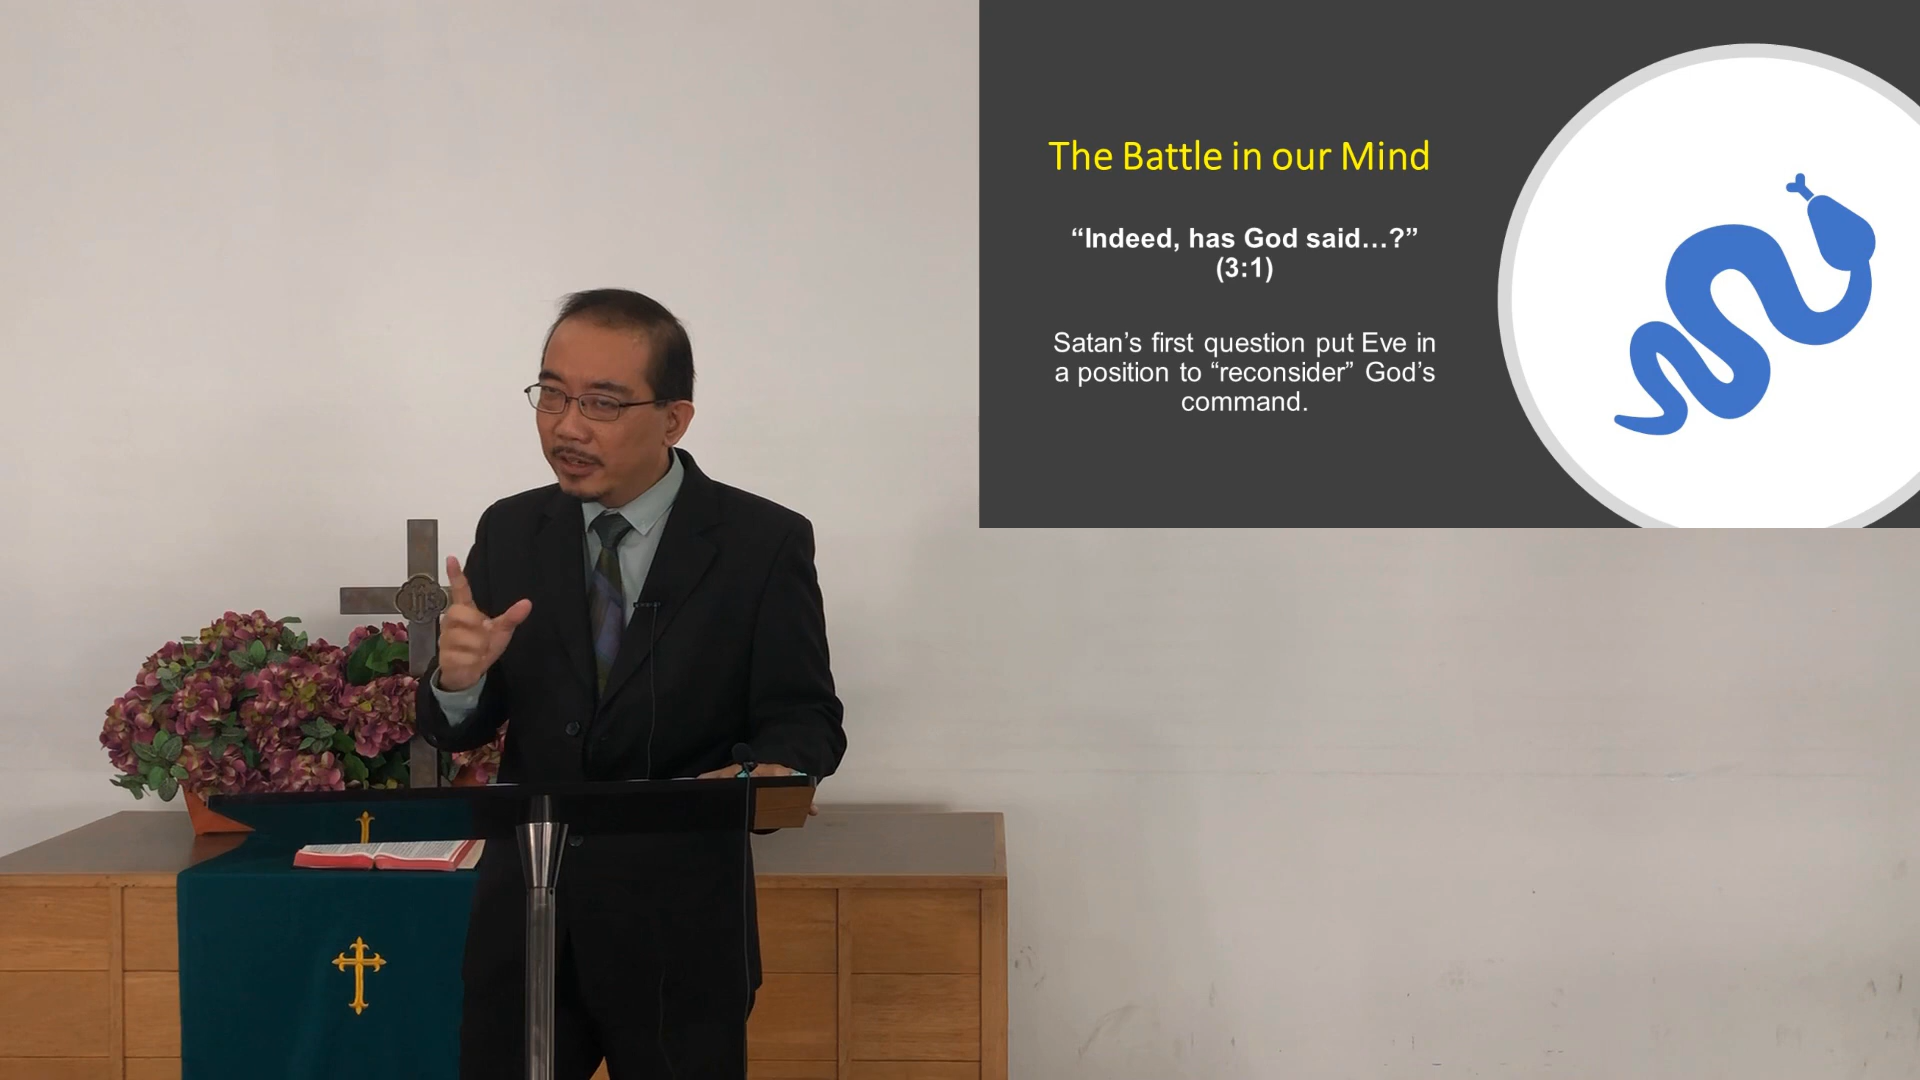 The Battle in our Mind
“Indeed, has God said…?”
(3:1)
Satan’s first question put Eve in
a position to “reconsider” God’s
command.
IHS